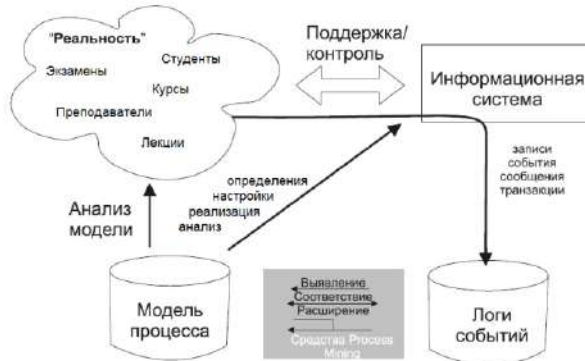 "Реальность"
Студенты
Экзамены
Курсы
Преподаватели
Лекции
Поддержка/
контроль
Информационная
система
записи
события
сообщения
транзакции
определения
настройки
реализация
анализ
Анализ
модели
Модель
процесса
Выявление
Соответствие
Расширение
Средства Process
Mining
Логи
событий